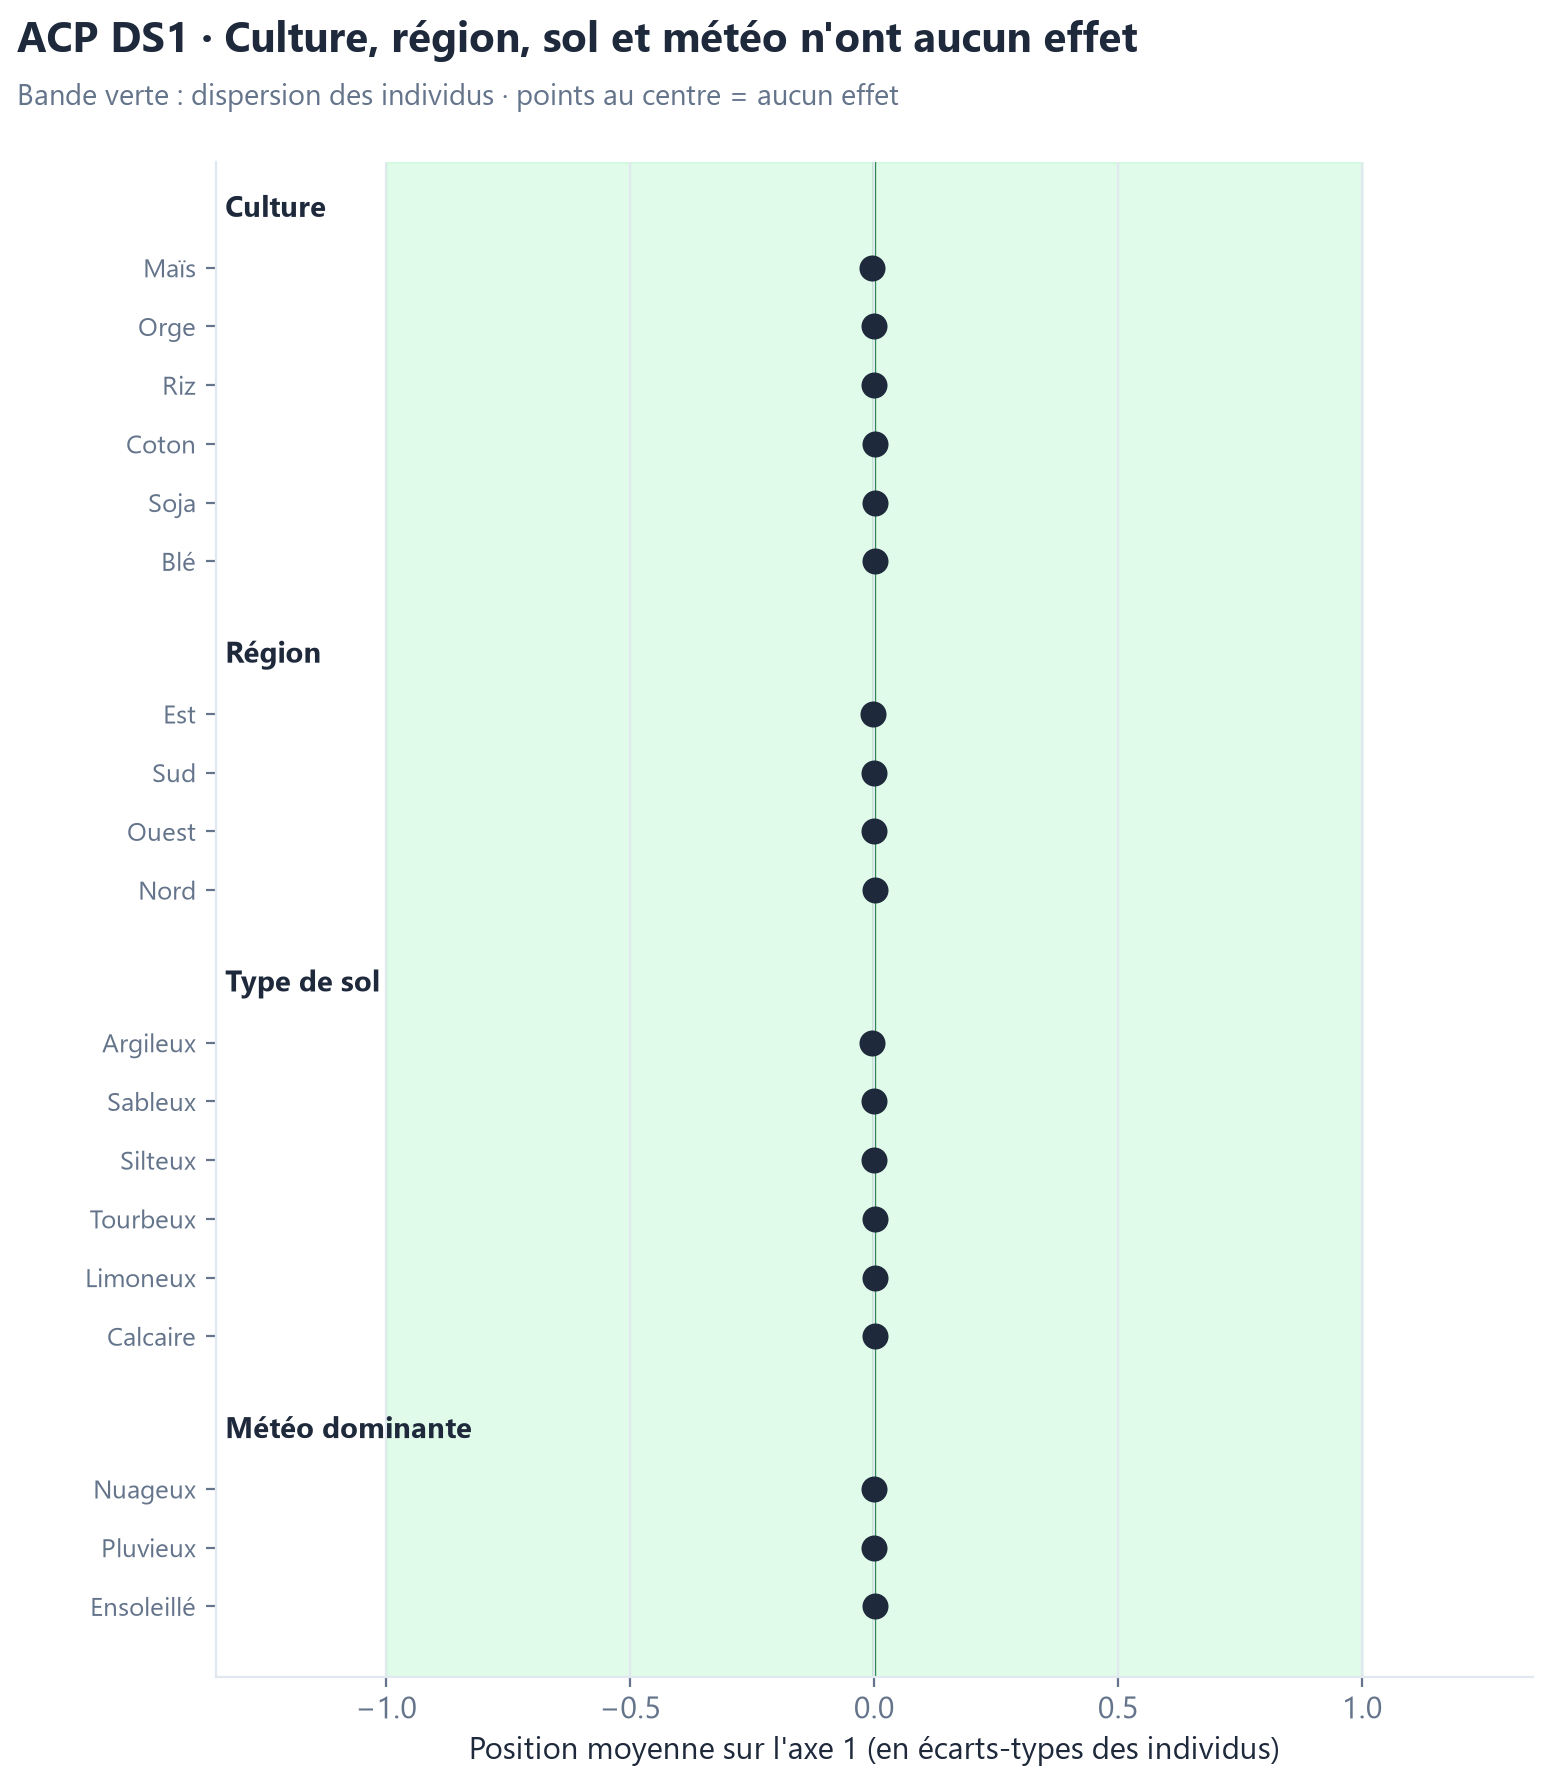 ACP DS1 · Culture, région, sol et météo n'ont aucun effet
Bande verte : dispersion des individus · points au centre = aucun effet
Culture
Maïs
Orge
Riz
Coton
Soja
Blé
Région
Est
Sud
Ouest
Nord
Type de sol
Argileux
Sableux
Silteux
Tourbeux
Limoneux
Calcaire
Météo dominante
Nuageux
Pluvieux
Ensoleillé
−1.0 −0.5 0.0 0.5 1.0
Position moyenne sur l'axe 1 (en écarts-types des individus)